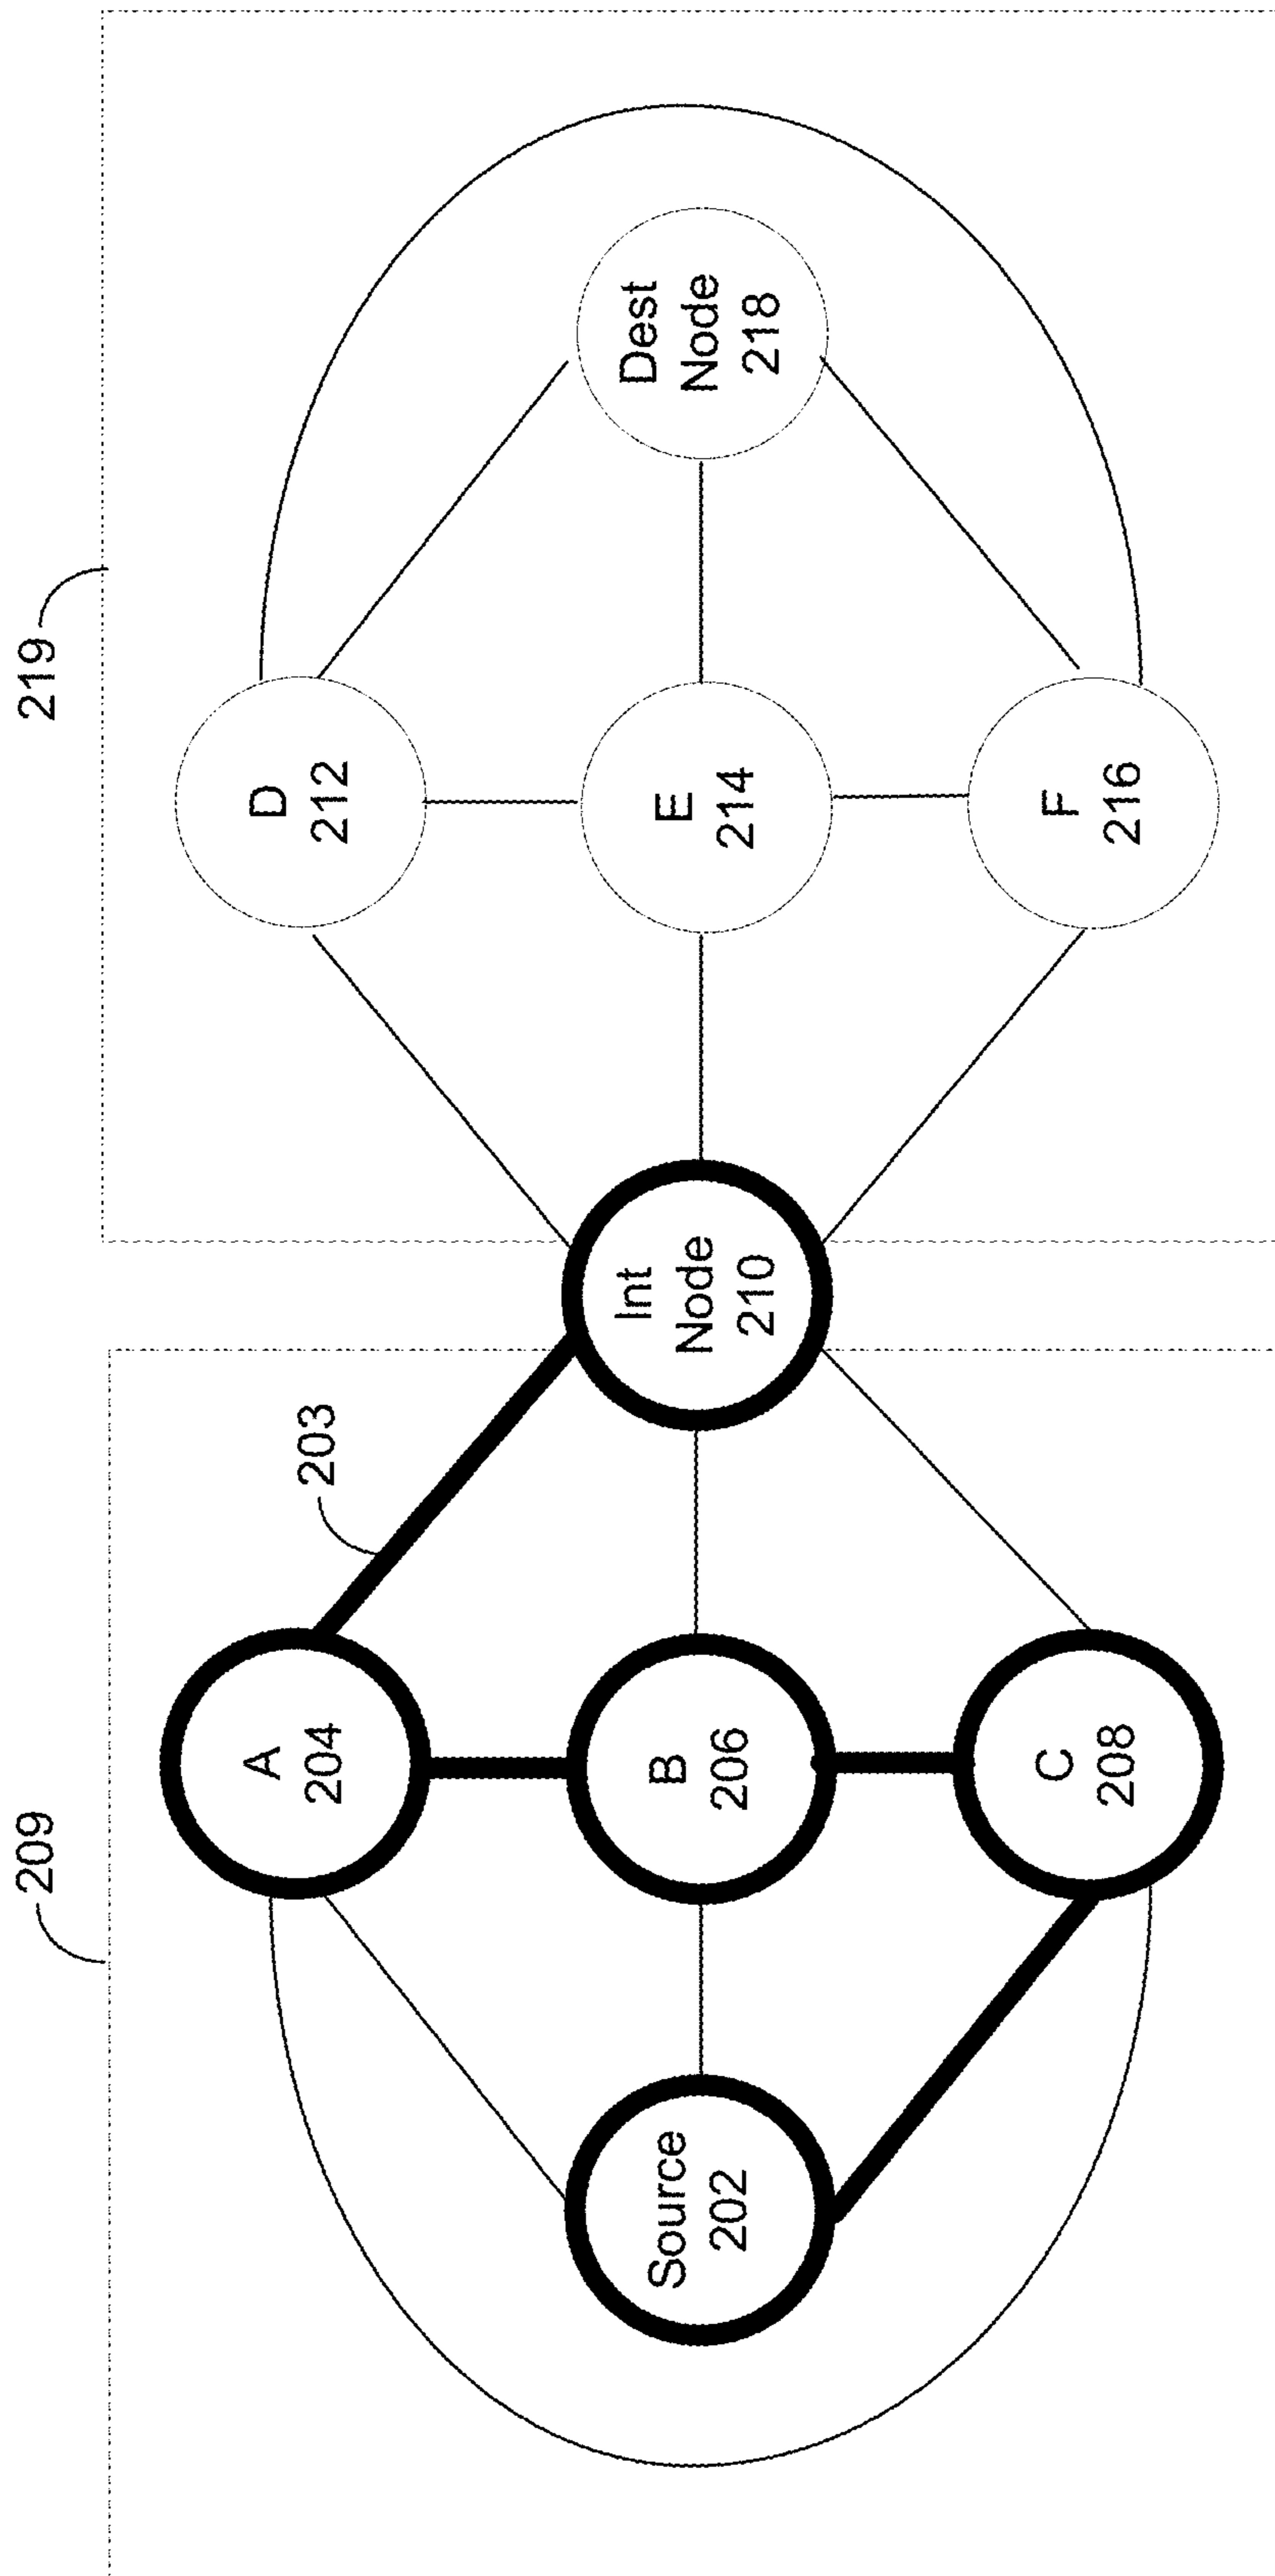 209
219
A
204
203
D
212
Source
202
B
206
Int
Node
210
E
214
Dest
Node
218
C
208
F
216